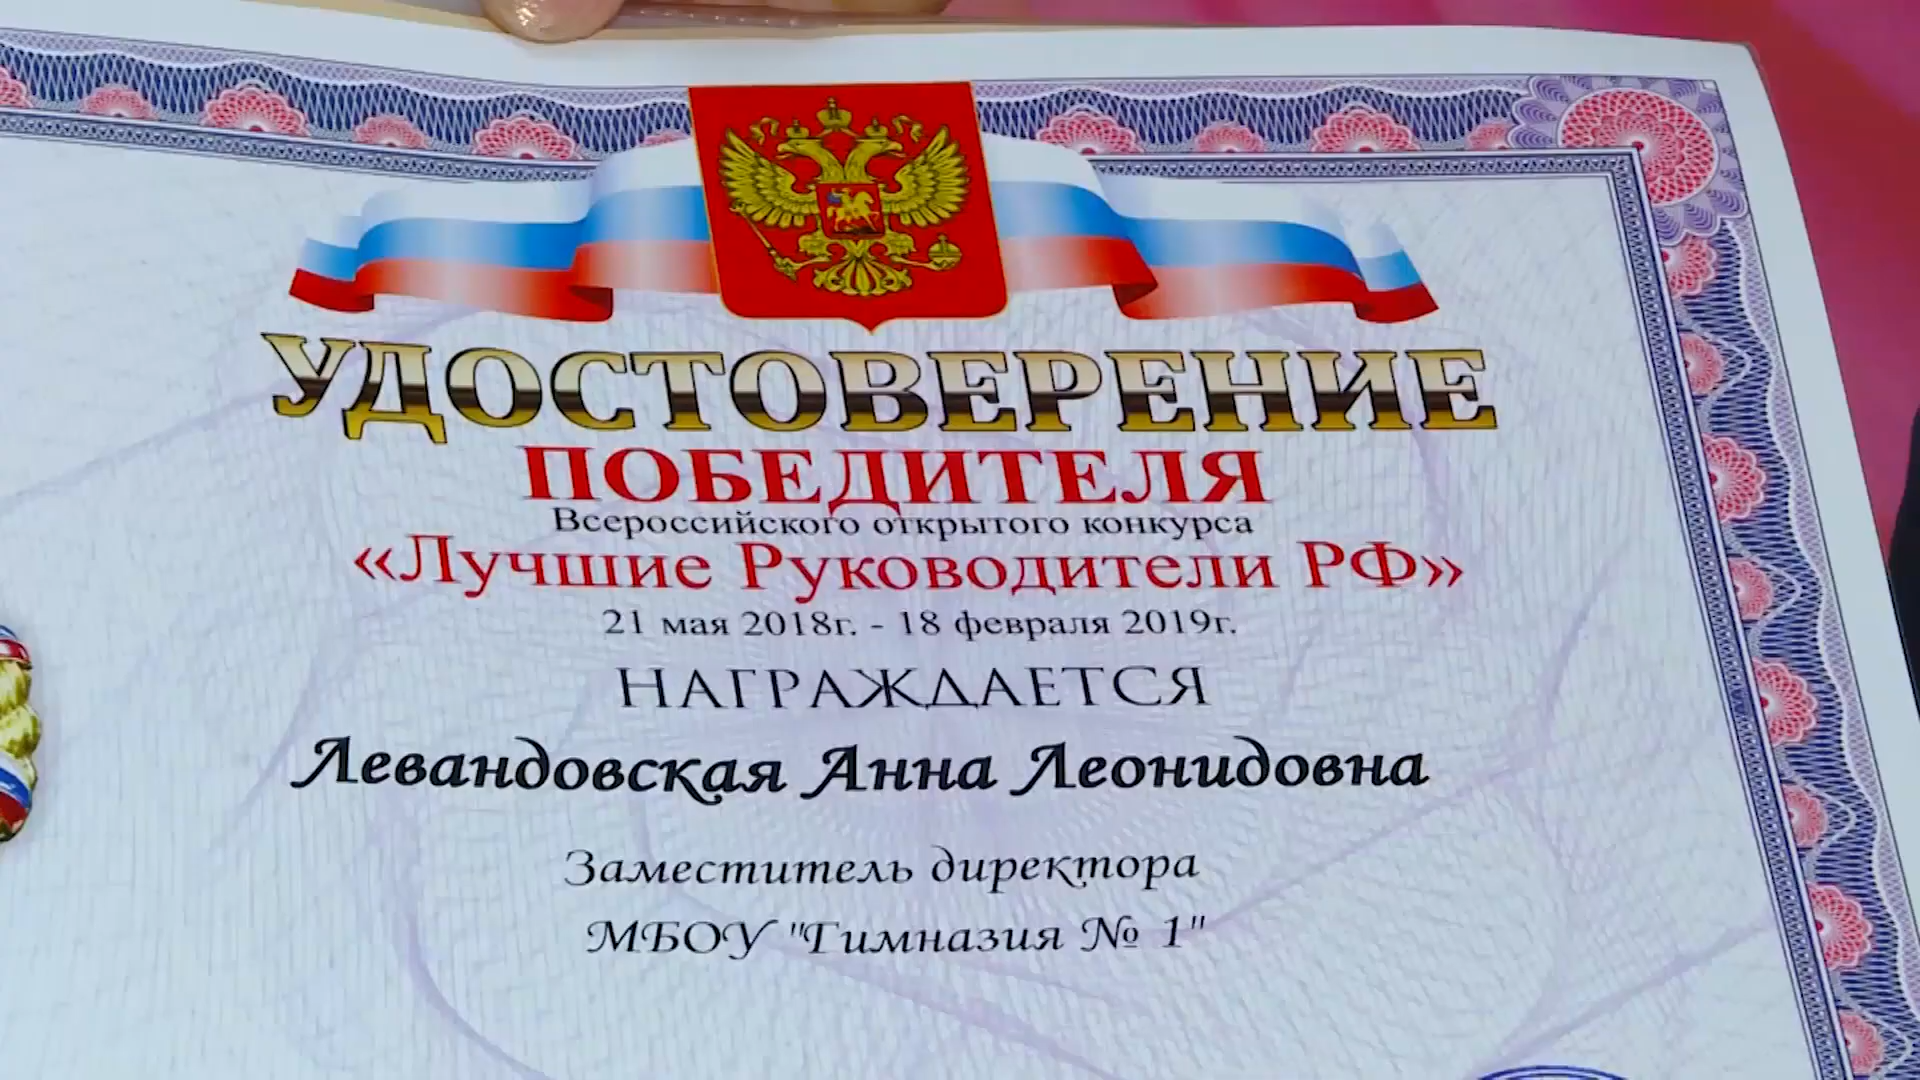 УДОСТОВЕРЕНИЕ
ПОБЕДИТЕЛЯ
Всероссийского открытого конкурса
«Лучшие Руководители РФ»
21 мая 2018г. - 18 февраля 2019г.
НАГРАЖДАЕТСЯ
Левандовская Анна Леонидовна
Заместитель директора
МБОУ "Гимназия № 1"